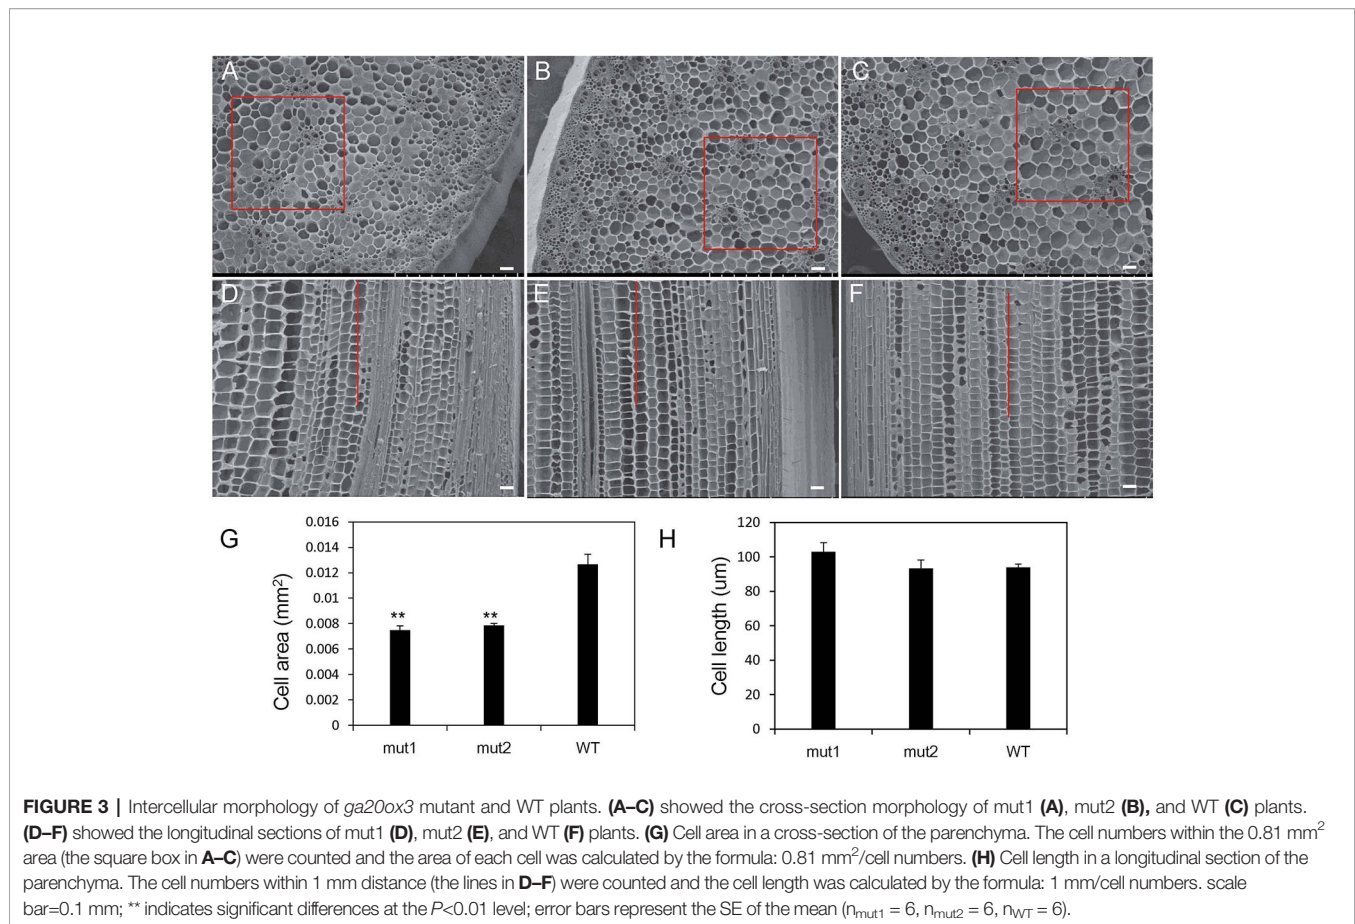 A
B
C
D
E
F
G
Cell area (mm²)
0.016
0.014
0.012
0.01
0.008
0.006
0.004
0.002
0
**
**
mut1
mut2
WT
H
Cell length (um)
120
100
80
60
40
20
0
mut1
mut2
WT
FIGURE 3 | Intercellular morphology of ga20ox3 mutant and WT plants. (A–C) showed the cross-section morphology of mut1 (A), mut2 (B), and WT (C) plants.
(D–F) showed the longitudinal sections of mut1 (D), mut2 (E), and WT (F) plants. (G) Cell area in a cross-section of the parenchyma. The cell numbers within the 0.81 mm²
area (the square box in A–C) were counted and the area of each cell was calculated by the formula: 0.81 mm²/cell numbers. (H) Cell length in a longitudinal section of the
parenchyma. The cell numbers within 1 mm distance (the lines in D–F) were counted and the cell length was calculated by the formula: 1 mm/cell numbers. scale
bar=0.1 mm; ** indicates significant differences at the P<0.01 level; error bars represent the SE of the mean (nmut1 = 6, nmut2 = 6, nWT = 6).